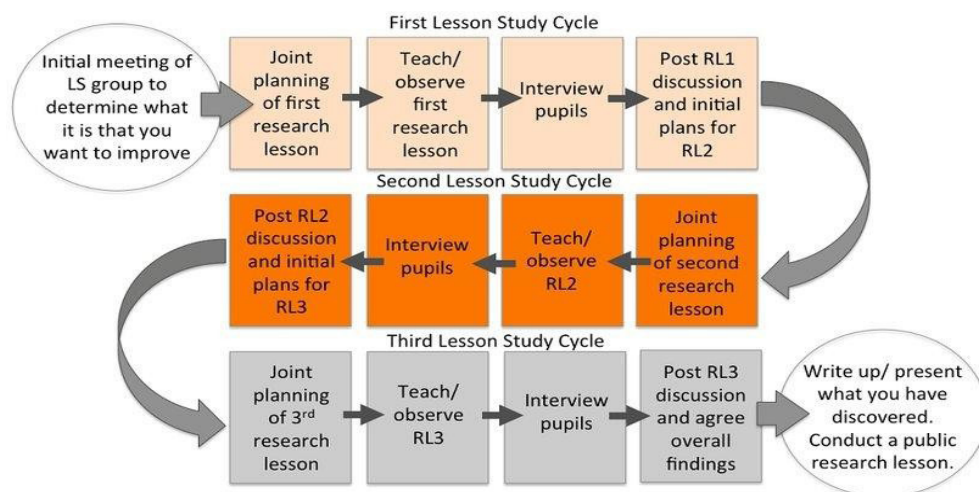 First Lesson Study Cycle
Initial meeting of
LS group to
determine what
it is that you
want to improve
Joint
planning
of first
research
lesson
Teach/
observe
first
research
lesson
Interview
pupils
Post RL1
discussion
and initial
plans for
RL2
Second Lesson Study Cycle
Joint
planning
of second
research
lesson
Teach/
observe
RL2
Interview
pupils
Post RL2
discussion
and initial
plans for
RL3
Third Lesson Study Cycle
Joint
planning
of 3rd
research
lesson
Teach/
observe
RL3
Interview
pupils
Post RL3
discussion
and agree
overall
findings
Write up/ present
what you have
discovered.
Conduct a public
research lesson.